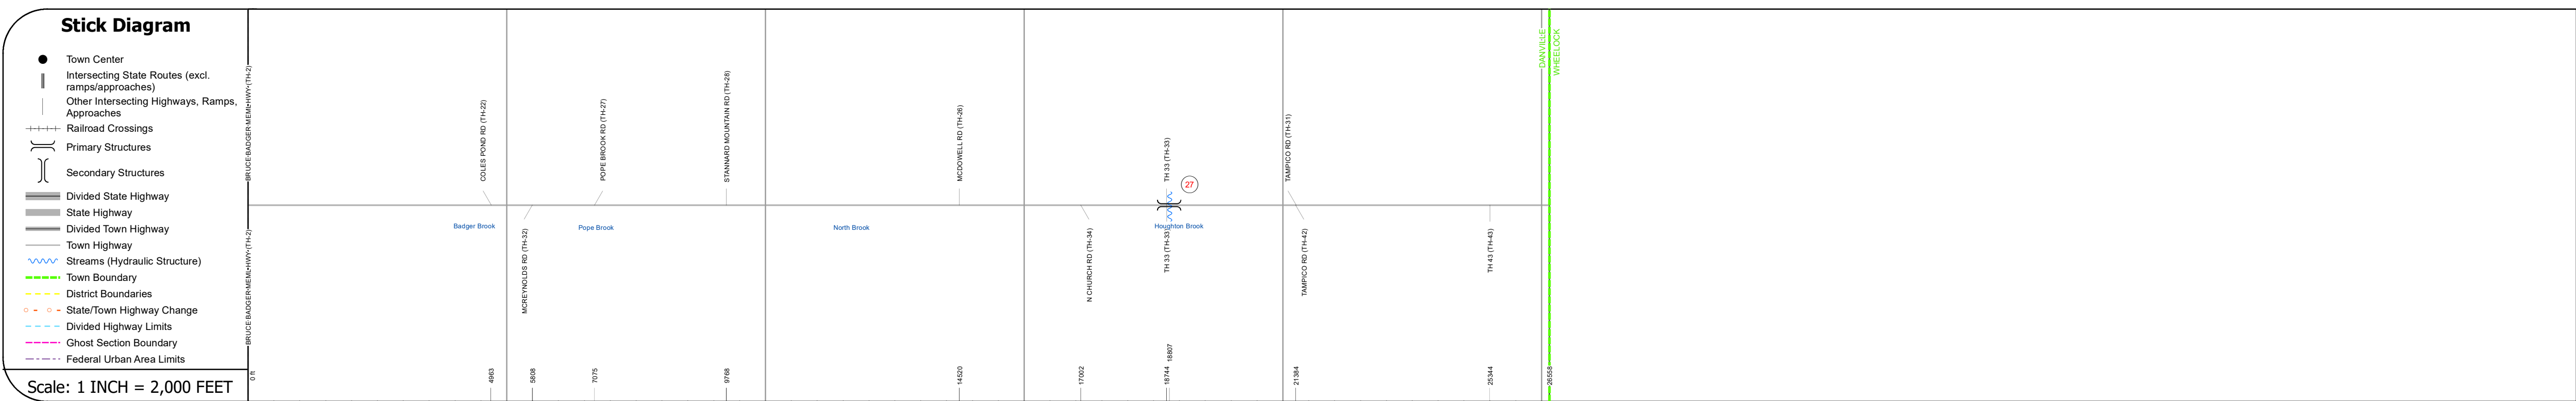 Stick Diagram
Town Center
Intersecting State Routes (excl.
ramps/approaches)
Other Intersecting Highways, Ramps,
Approaches
Railroad Crossings
Primary Structures
Secondary Structures
Divided State Highway
State Highway
Divided Town Highway
Town Highway
Streams (Hydraulic Structure)
Town Boundary
District Boundaries
State/Town Highway Change
Divided Highway Limits
Ghost Section Boundary
Federal Urban Area Limits
Scale: 1 INCH = 2,000 FEET
BRUCE BADGER MEML HWY (TH-2)
COLES POND RD (TH-22)
POPE BROOK RD (TH-27)
STANNARD MOUNTAIN RD (TH-28)
MCDOWELL RD (TH-26)
TH 33 (TH-33)
27
TAMPICO RD (TH-31)
DANVILLE
WHEELOCK
Badger Brook
Pope Brook
North Brook
Houghton Brook
BRUCE BADGER MEML HWY (TH-2)
MCREYNOLDS RD (TH-32)
N CHURCH RD (TH-34)
TH 33 (TH-33)
TAMPICO RD (TH-42)
TH 43 (TH-43)
0 ft
4963
5808
7075
9768
14520
17002
18744
18807
21384
25344
26558